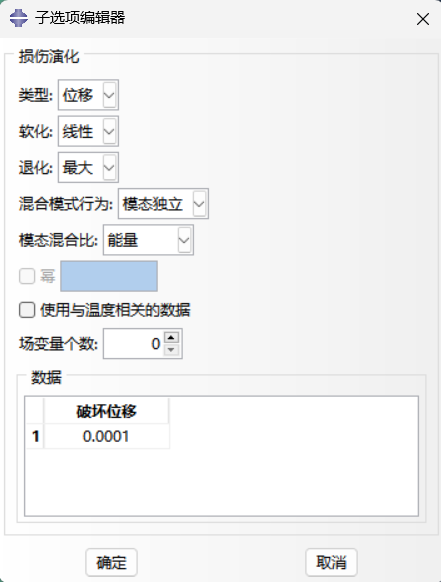 子选项编辑器
损伤演化
类型: 位移
软化: 线性
退化: 最大
混合模式行为: 模态独立
模态混合比: 能量
幂
使用与温度相关的数据
场变量个数: 0
数据
破坏位移
1 0.0001
确定 取消